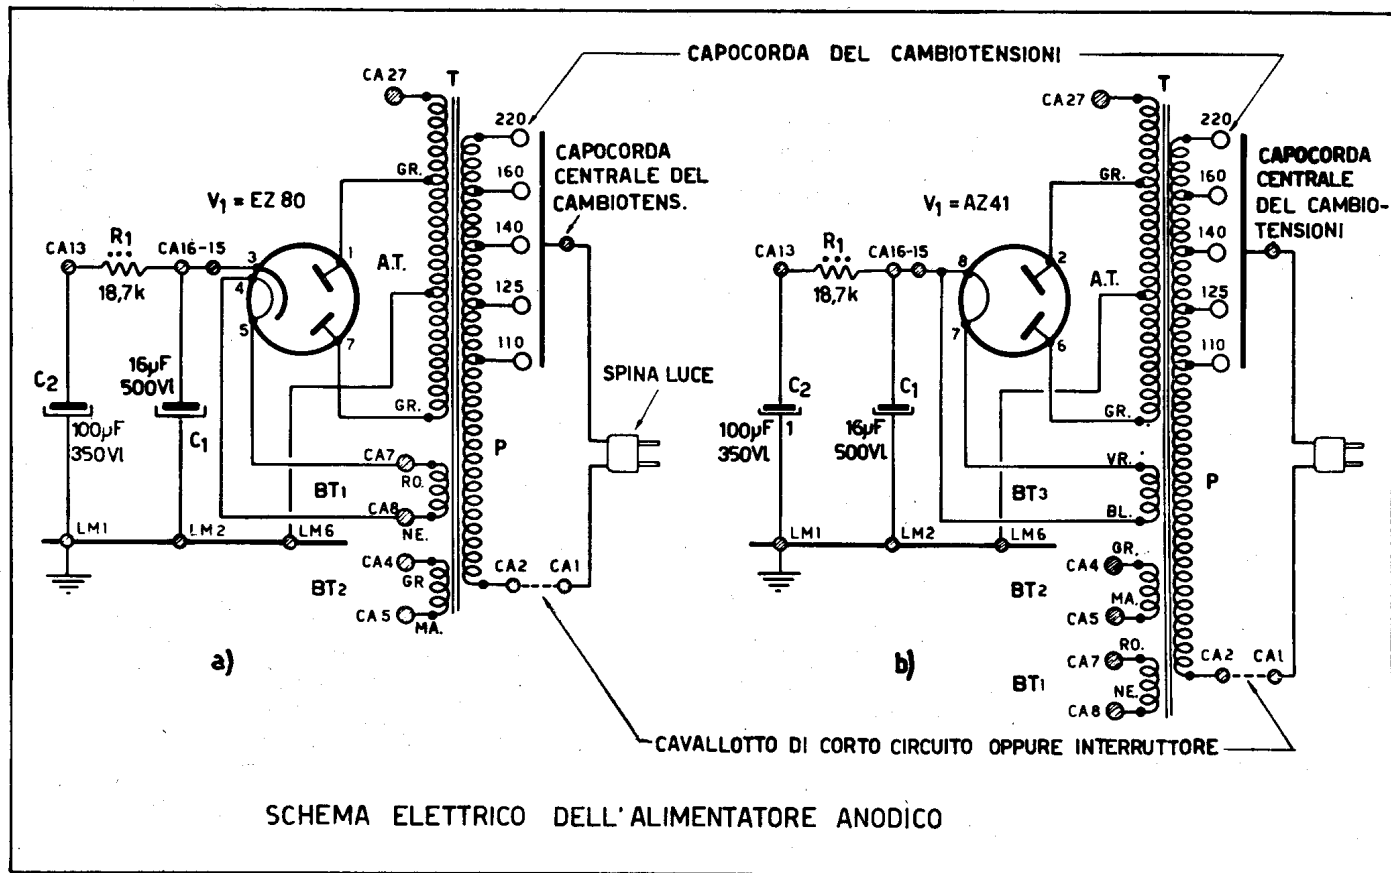 CAPOCORDA DEL CAMBIOTENSIONI
CA27
T
220
160
140
125
110
CAPOCORDA
CENTRALE DEL
CAMBIOTENS.
GR.
V1 = EZ 80
CA13
R1
18,7k
CA16-15
3
4
5
1
7
A.T.
GR.
C2
100µF
350Vl
16µF
500Vl
C1
P
SPINA LUCE
CA7
RO.
BT1
CA8
NE.
LM1
LM2
LM6
CA4
GR
BT2
CA5
MA.
CA2
CA1
a)
CA27
T
220
160
140
125
110
CAPOCORDA
CENTRALE
DEL CAMBIO-
TENSIONI
GR.
V1 = AZ41
CA13
R1
18,7k
CA16-15
8
7
2
6
A.T.
GR.
C2
100µF 1
350Vl
C1
16µF
500Vl
P
VR.
BT3
BL.
LM1
LM2
LM6
GR.
CA4
BT2
MA.
CA5
RO.
CA7
BT1
NE.
CA8
CA2
CA1
b)
CAVALLOTTO DI CORTO CIRCUITO OPPURE INTERRUTTORE
SCHEMA ELETTRICO DELL'ALIMENTATORE ANODICO